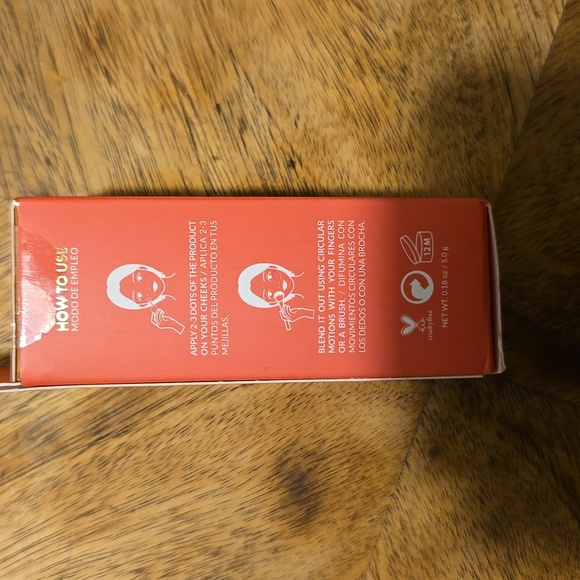 HOW TO USE
MODO DE EMPLEO
APPLY 2-3 DOTS OF THE PRODUCT
ON YOUR CHEEKS / APLICA 2-3
PUNTOS DEL PRODUCTO EN TUS
MEJILLAS.
BLEND IT OUT USING CIRCULAR
MOTIONS WITH YOUR FINGERS
OR A BRUSH. / DIFUMINA CON
MOVIMIENTOS CIRCULARES CON
LOS DEDOS O CON UNA BROCHA.
12 M
cruelty free
NET WT. 0.18 oz / 5.0 g